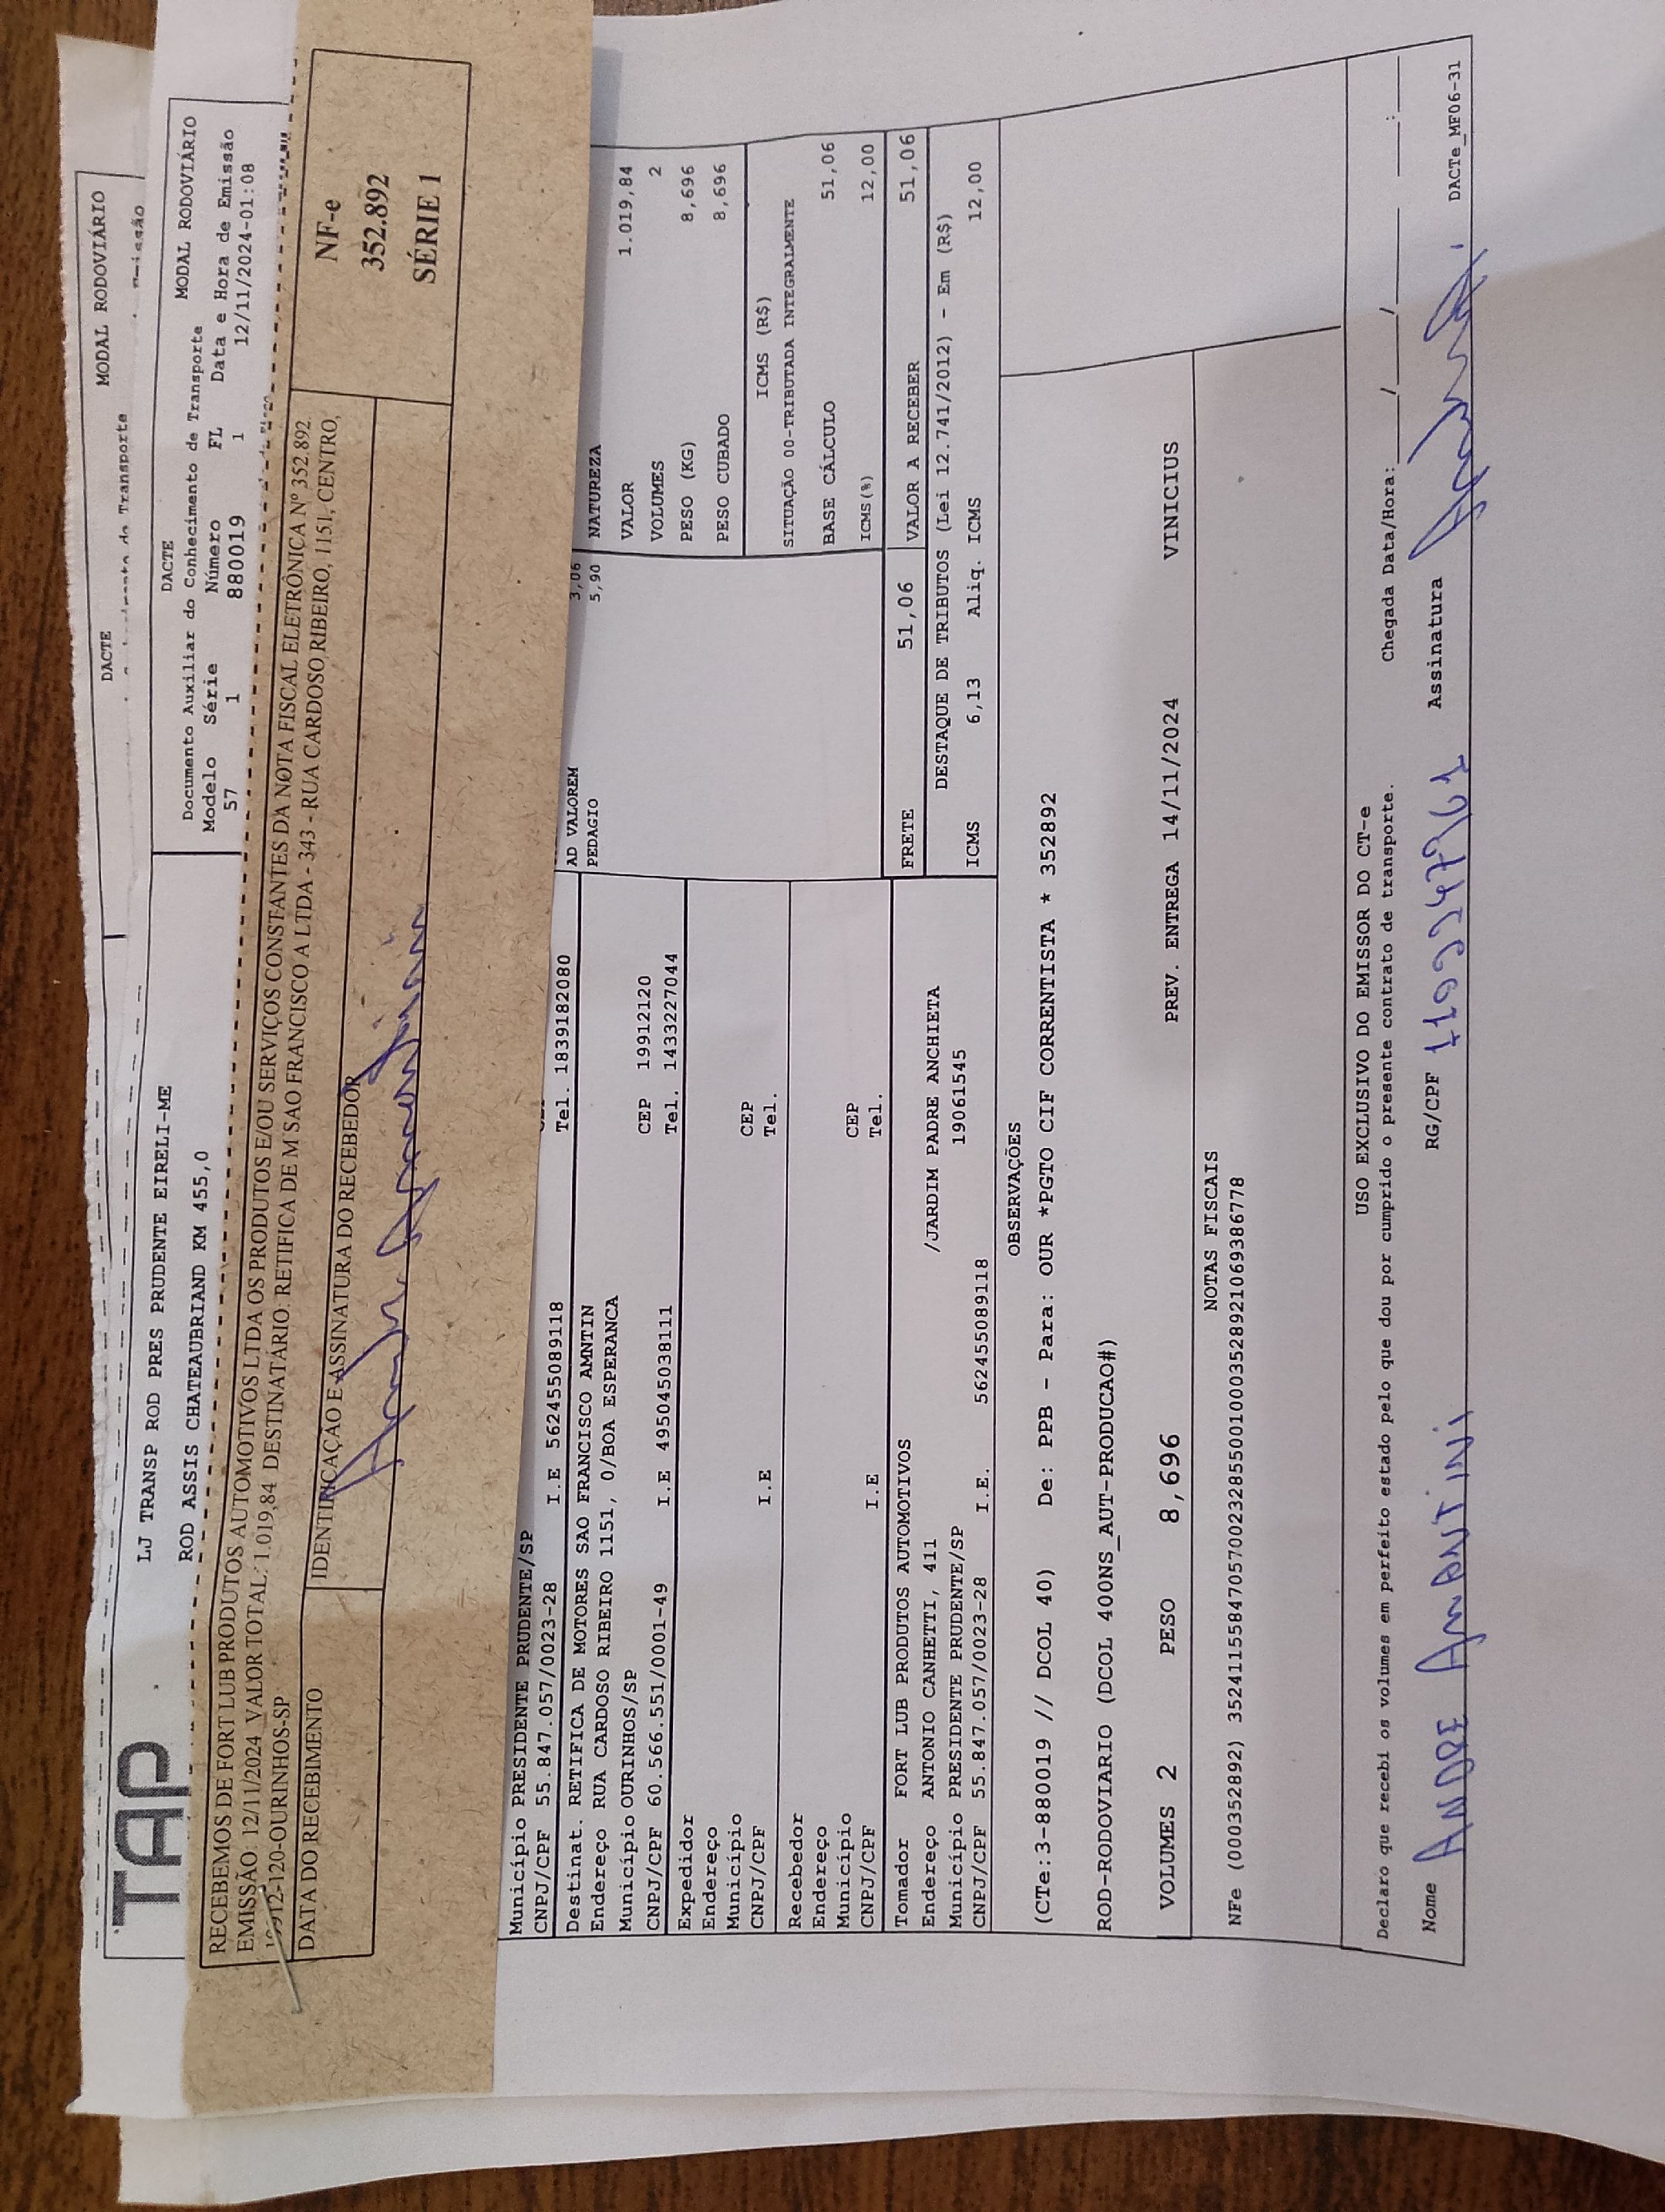 DACTE MODAL RODOVIÁRIO
TAP
LJ TRANSP ROD PRES PRUDENTE EIRELI-ME
ROD ASSIS CHATEAUBRIAND KM 455,0
DACTE MODAL RODOVIÁRIO
Documento Auxiliar do Conhecimento de Transporte
Modelo Série Número FL Data e Hora de Emissão
57 1 880019 1 12/11/2024-01:08
RECEBEMOS DE FORT LUB PRODUTOS AUTOMOTIVOS LTDA OS PRODUTOS E/OU SERVIÇOS CONSTANTES DA NOTA FISCAL ELETRÔNICA Nº 352.892
EMISSÃO: 12/11/2024 VALOR TOTAL: 1.019,84 DESTINATÁRIO: RETIFICA DE M SAO FRANCISCO A LTDA - 343 - RUA CARDOSO RIBEIRO, 1151, CENTRO,
19912-120-OURINHOS-SP
DATA DO RECEBIMENTO
IDENTIFICAÇÃO E ASSINATURA DO RECEBEDOR
NF-e
352.892
SÉRIE 1
Município PRESIDENTE PRUDENTE/SP
CNPJ/CPF 55.847.057/0023-28 I.E 562455089118 Tel. 1839182080
Destinat. RETIFICA DE MOTORES SAO FRANCISCO AMNTIN
Endereço RUA CARDOSO RIBEIRO 1151, 0/BOA ESPERANCA
Município OURINHOS/SP CEP 19912120
CNPJ/CPF 60.566.551/0001-49 I.E 495045038111 Tel. 1433227044
Expedidor
Endereço
Município CEP
CNPJ/CPF I.E Tel.
Recebedor
Endereço
Município CEP
CNPJ/CPF I.E Tel.
Tomador FORT LUB PRODUTOS AUTOMOTIVOS
Endereço ANTONIO CANHETTI, 411 /JARDIM PADRE ANCHIETA
Município PRESIDENTE PRUDENTE/SP 19061545
CNPJ/CPF 55.847.057/0023-28 I.E. 562455089118
AD VALOREM 3,06
PEDAGIO 5,90
NATUREZA
VALOR 1.019,84
VOLUMES 2
PESO (KG) 8,696
PESO CUBADO 8,696
ICMS (R$)
SITUAÇÃO 00-TRIBUTADA INTEGRALMENTE
BASE CÁLCULO 51,06
ICMS(%) 12,00
FRETE 51,06 VALOR A RECEBER 51,06
DESTAQUE DE TRIBUTOS (Lei 12.741/2012) - Em (R$)
ICMS 6,13 Aliq. ICMS 12,00
OBSERVAÇÕES
(CTe:3-880019 // DCOL 40) De: PPB - Para: OUR *PGTO CIF CORRENTISTA * 352892
ROD-RODOVIARIO (DCOL 400NS_AUT-PRODUCAO#)
VOLUMES 2 PESO 8,696 PREV. ENTREGA 14/11/2024 VINICIUS
NOTAS FISCAIS
NFe (000352892) 35241155847057002328550010003528921069386778
USO EXCLUSIVO DO EMISSOR DO CT-e
Declaro que recebi os volumes em perfeito estado pelo que dou por cumprido o presente contrato de transporte. Chegada Data/Hora:____/____/____ ____:____
Nome ANDRE AMANTINI RG/CPF Assinatura
DACTe_MF06-31